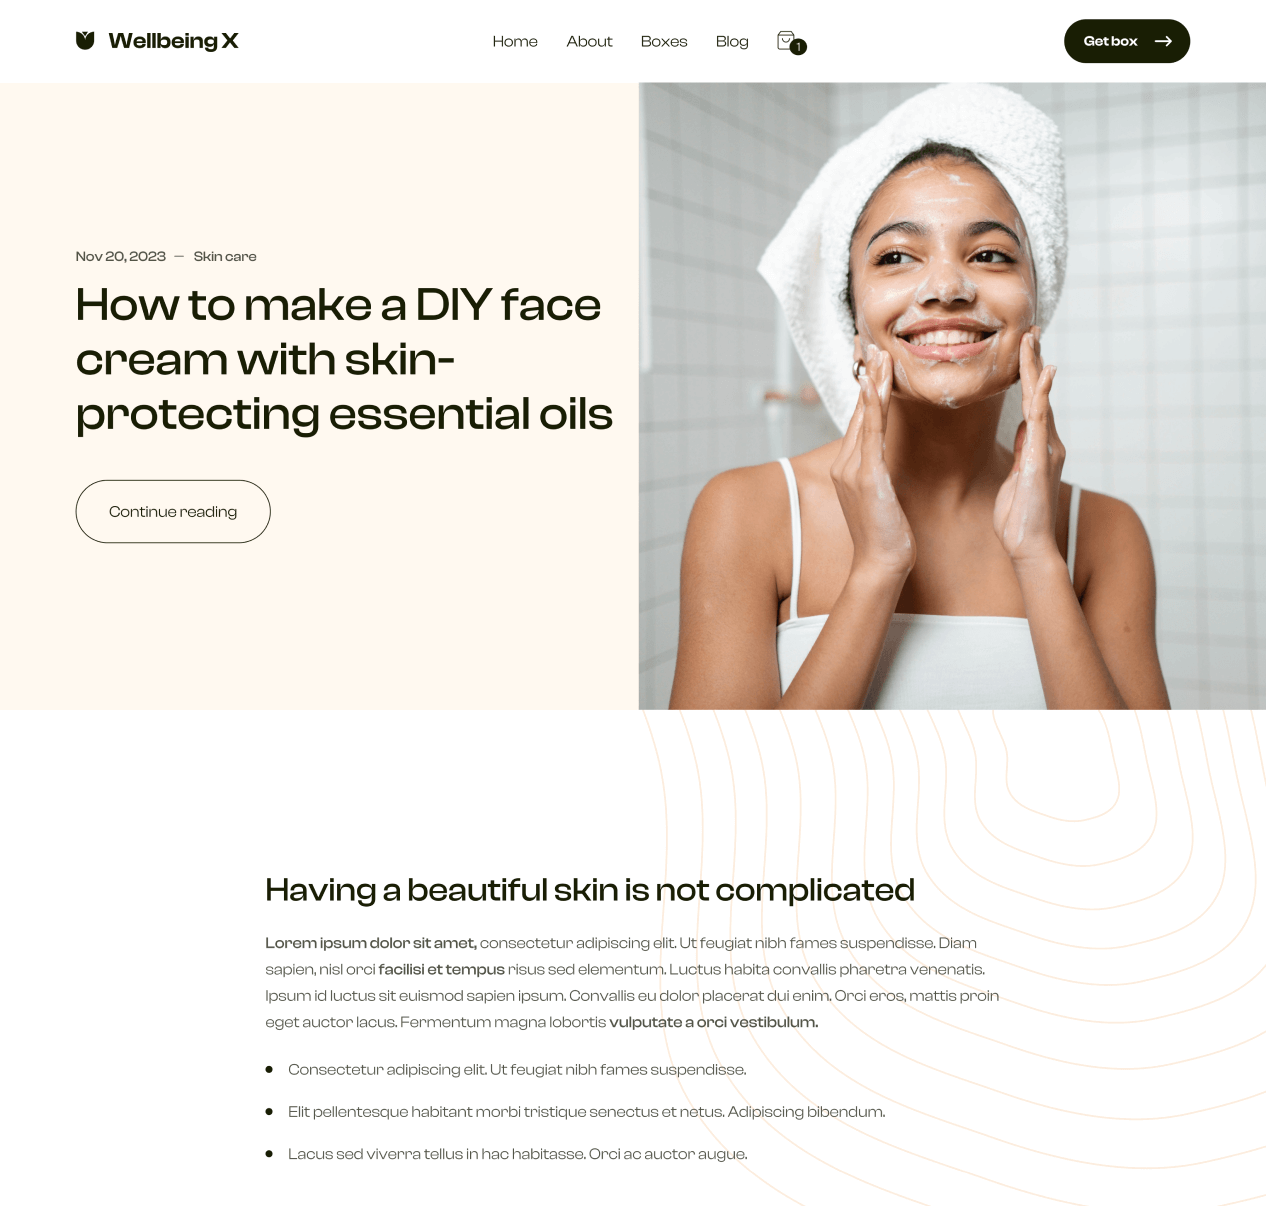 Wellbeing X
Home About Boxes Blog 1
Get box
Nov 20, 2023 — Skin care
How to make a DIY face
cream with skin-
protecting essential oils
Continue reading
Having a beautiful skin is not complicated
Lorem ipsum dolor sit amet, consectetur adipiscing elit. Ut feugiat nibh fames suspendisse. Diam
sapien, nisl orci facilisi et tempus risus sed elementum. Luctus habita convallis pharetra venenatis.
Ipsum id luctus sit euismod sapien ipsum. Convallis eu dolor placerat dui enim. Orci eros, mattis proin
eget auctor lacus. Fermentum magna lobortis vulputate a orci vestibulum.
• Consectetur adipiscing elit. Ut feugiat nibh fames suspendisse.
• Elit pellentesque habitant morbi tristique senectus et netus. Adipiscing bibendum.
• Lacus sed viverra tellus in hac habitasse. Orci ac auctor augue.